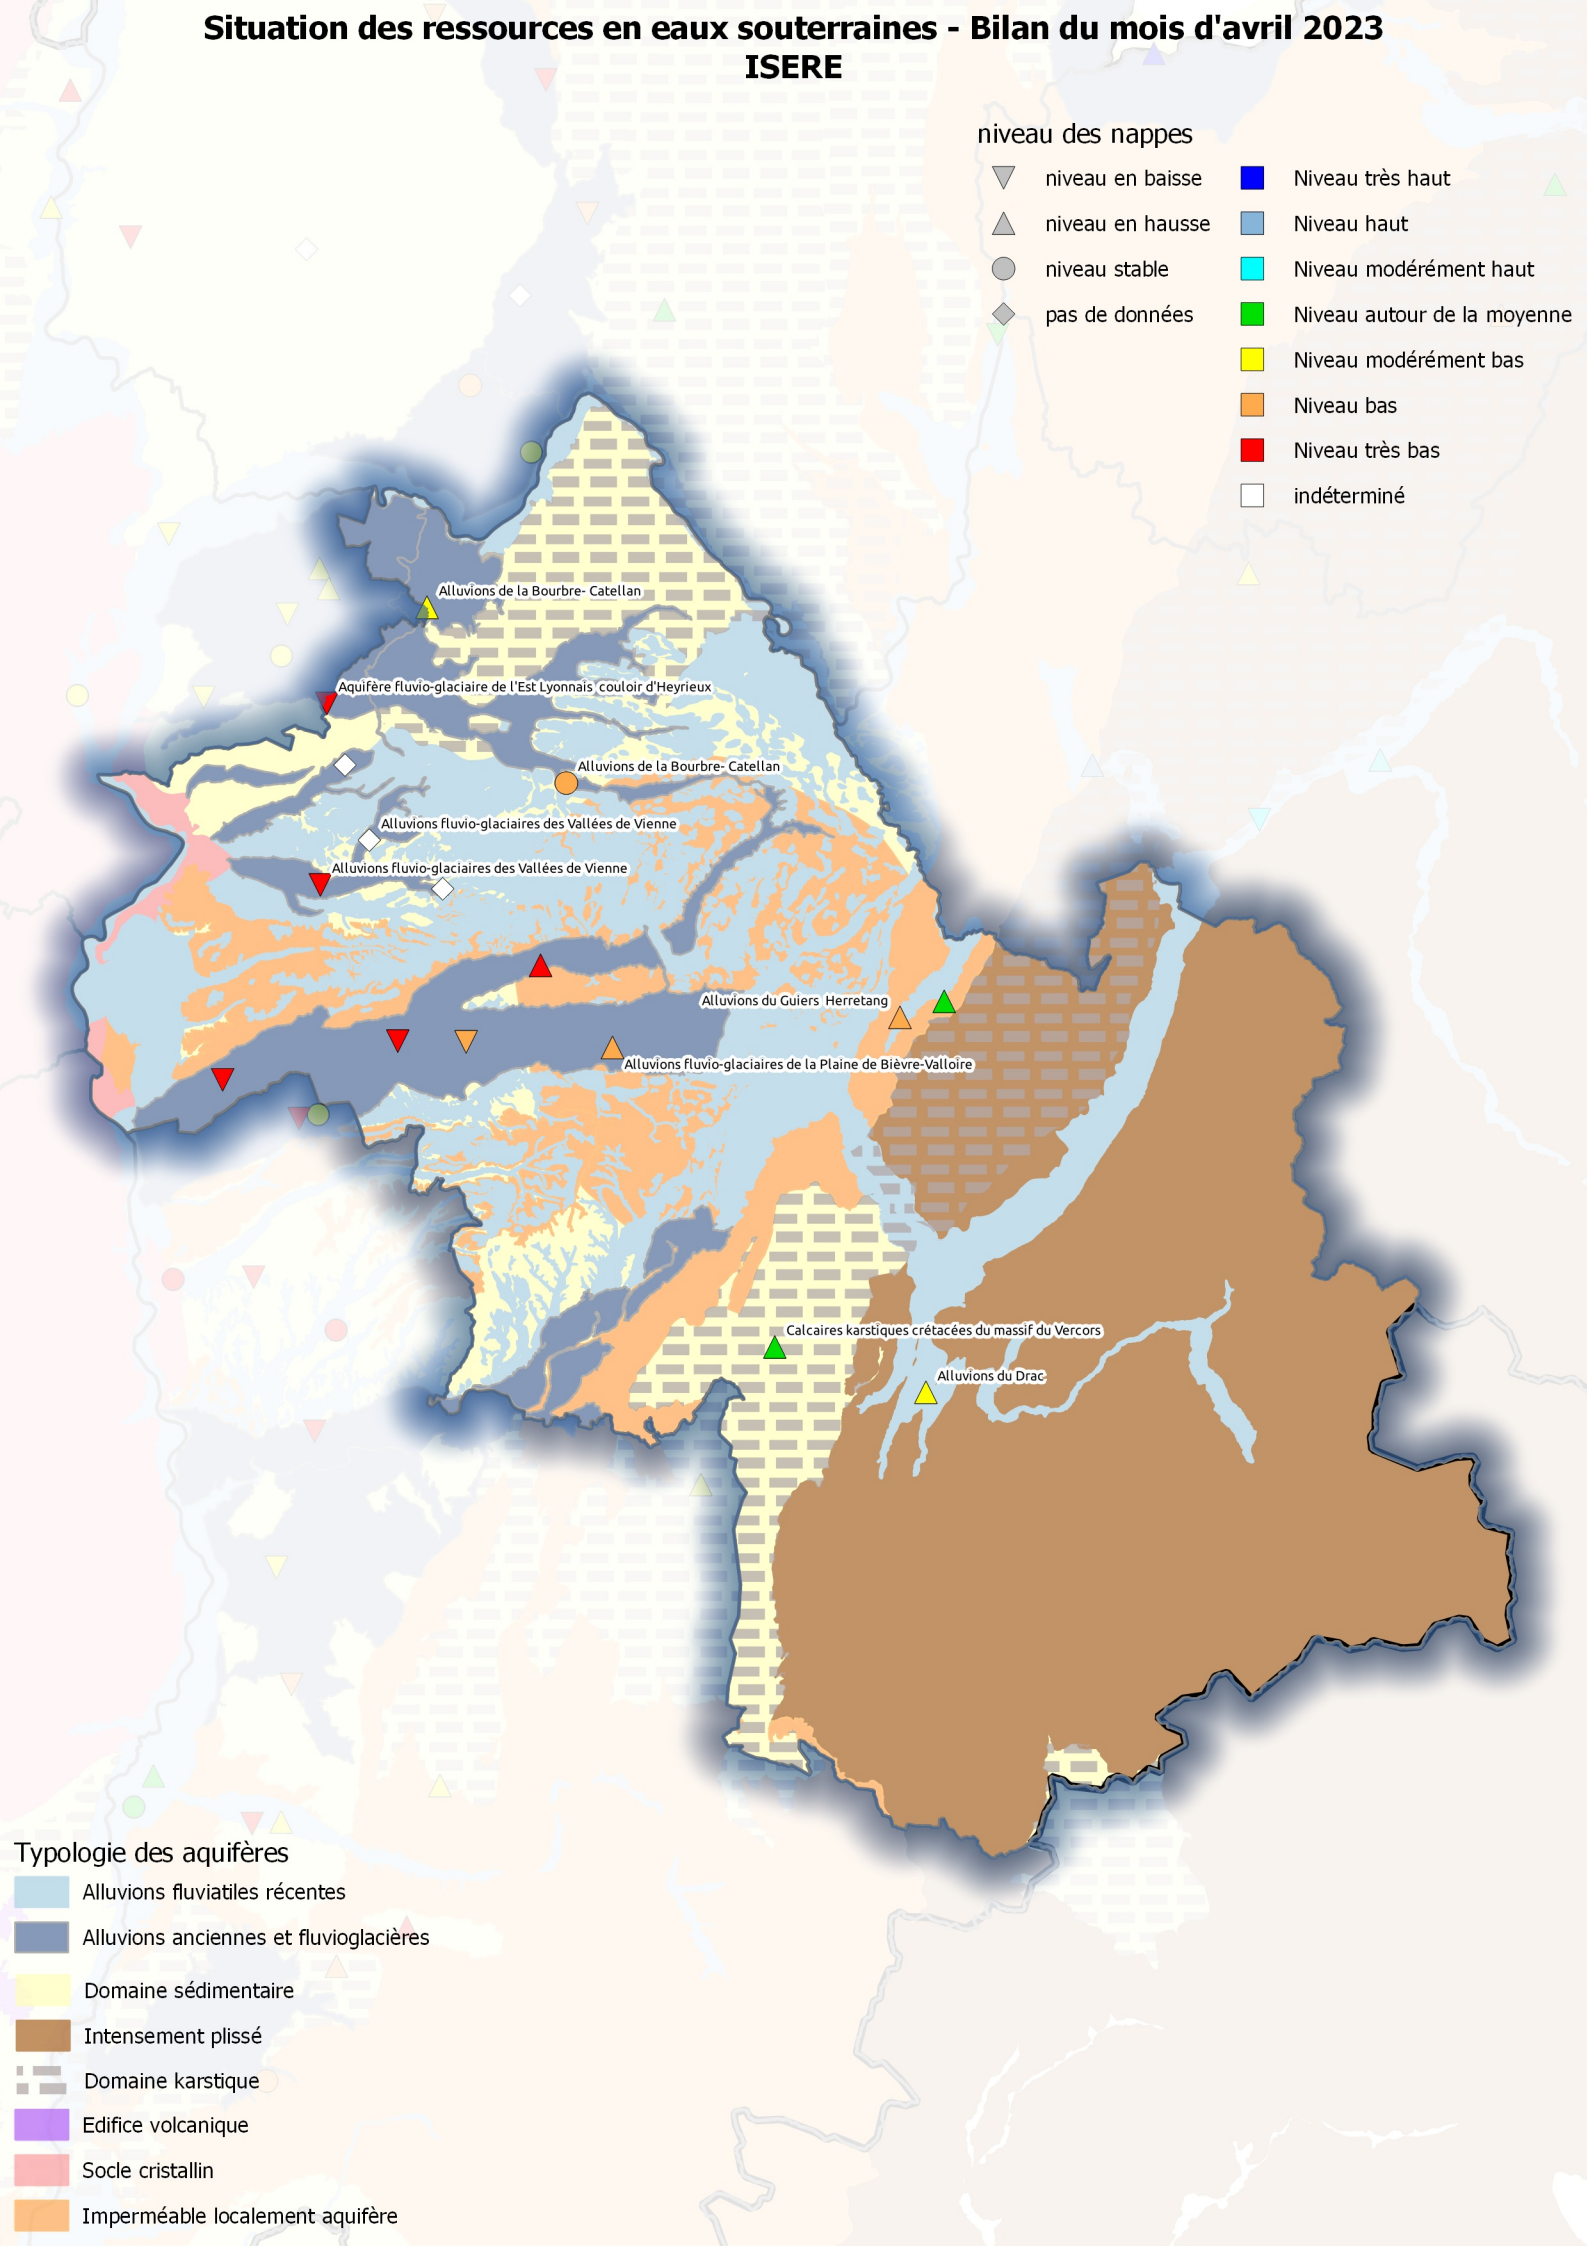 Situation des ressources en eaux souterraines - Bilan du mois d'avril 2023
ISERE
niveau des nappes
niveau en baisse
niveau en hausse
niveau stable
pas de données
Niveau très haut
Niveau haut
Niveau modérément haut
Niveau autour de la moyenne
Niveau modérément bas
Niveau bas
Niveau très bas
indéterminé
Alluvions de la Bourbre- Catellan
Aquifère fluvio-glaciaire de l'Est Lyonnais couloir d'Heyrieux
Alluvions de la Bourbre- Catellan
Alluvions fluvio-glaciaires des Vallées de Vienne
Alluvions fluvio-glaciaires des Vallées de Vienne
Alluvions du Guiers Herretang
Alluvions fluvio-glaciaires de la Plaine de Bièvre-Valloire
Calcaires karstiques crétacées du massif du Vercors
Alluvions du Drac
Typologie des aquifères
Alluvions fluviatiles récentes
Alluvions anciennes et fluvioglacières
Domaine sédimentaire
Intensement plissé
Domaine karstique
Edifice volcanique
Socle cristallin
Imperméable localement aquifère